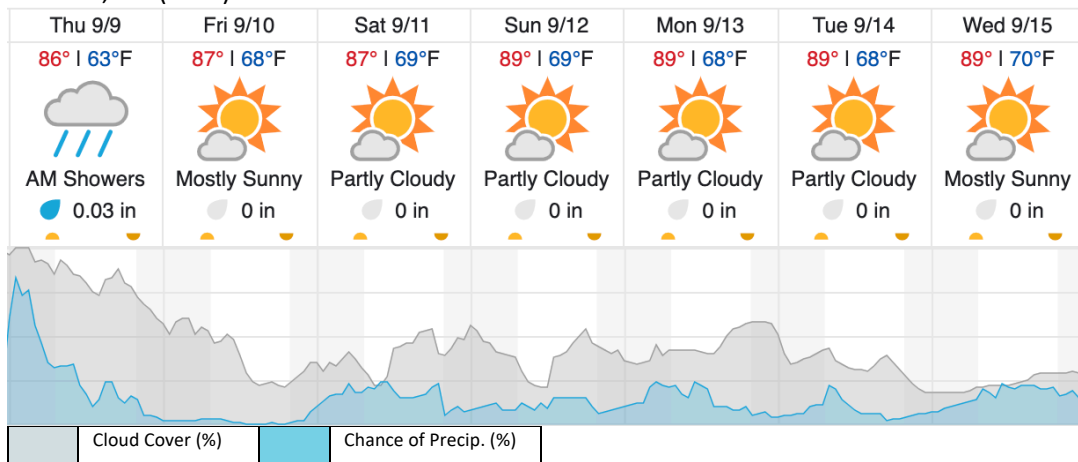 Thu 9/9 Fri 9/10 Sat 9/11 Sun 9/12 Mon 9/13 Tue 9/14 Wed 9/15
86° | 63°F 87° | 68°F 87° | 69°F 89° | 69°F 89° | 68°F 89° | 68°F 89° | 70°F
AM Showers Mostly Sunny Partly Cloudy Partly Cloudy Partly Cloudy Partly Cloudy Mostly Sunny
0.03 in 0 in 0 in 0 in 0 in 0 in 0 in
Cloud Cover (%) Chance of Precip. (%)